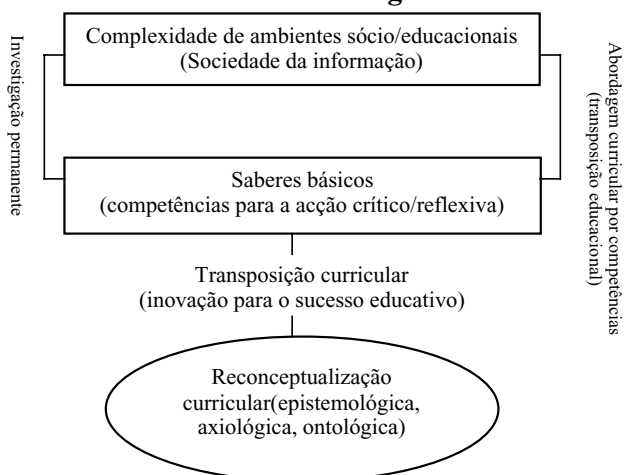 Complexidade de ambientes sócio/educacionais
(Sociedade da informação)
Investigação permanente
Abordagem curricular por competências
(transposição educacional)
Saberes básicos
(competências para a acção crítico/reflexiva)
Transposição curricular
(inovação para o sucesso educativo)
Reconceptualização
curricular(epistemológica,
axiológica, ontológica)